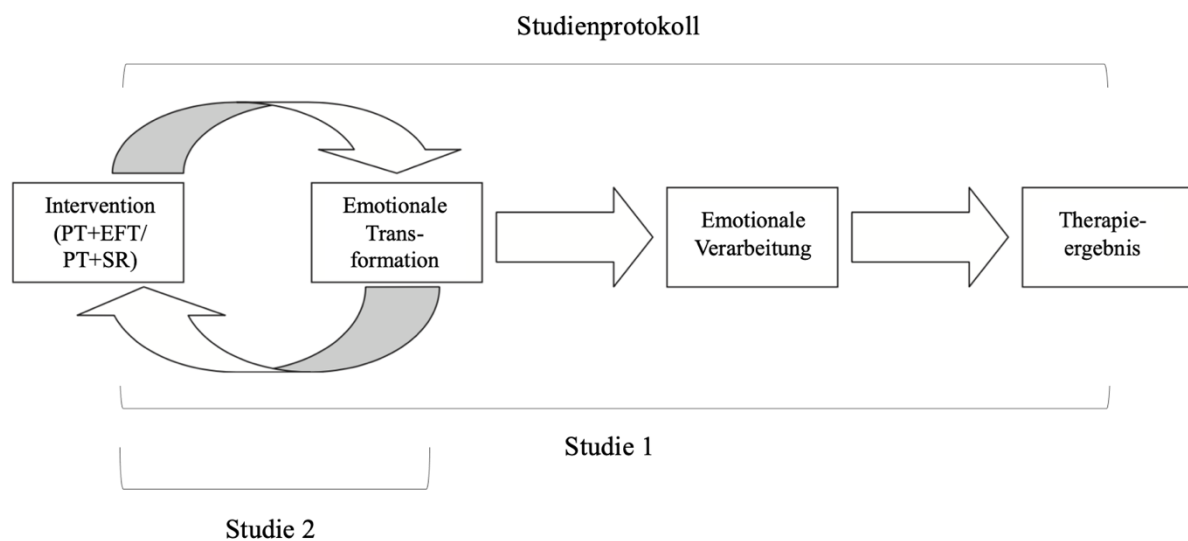 Studienprotokoll
Intervention
(PT+EFT/
PT+SR)
Emotionale
Trans-
formation
Emotionale
Verarbeitung
Therapie-
ergebnis
Studie 1
Studie 2